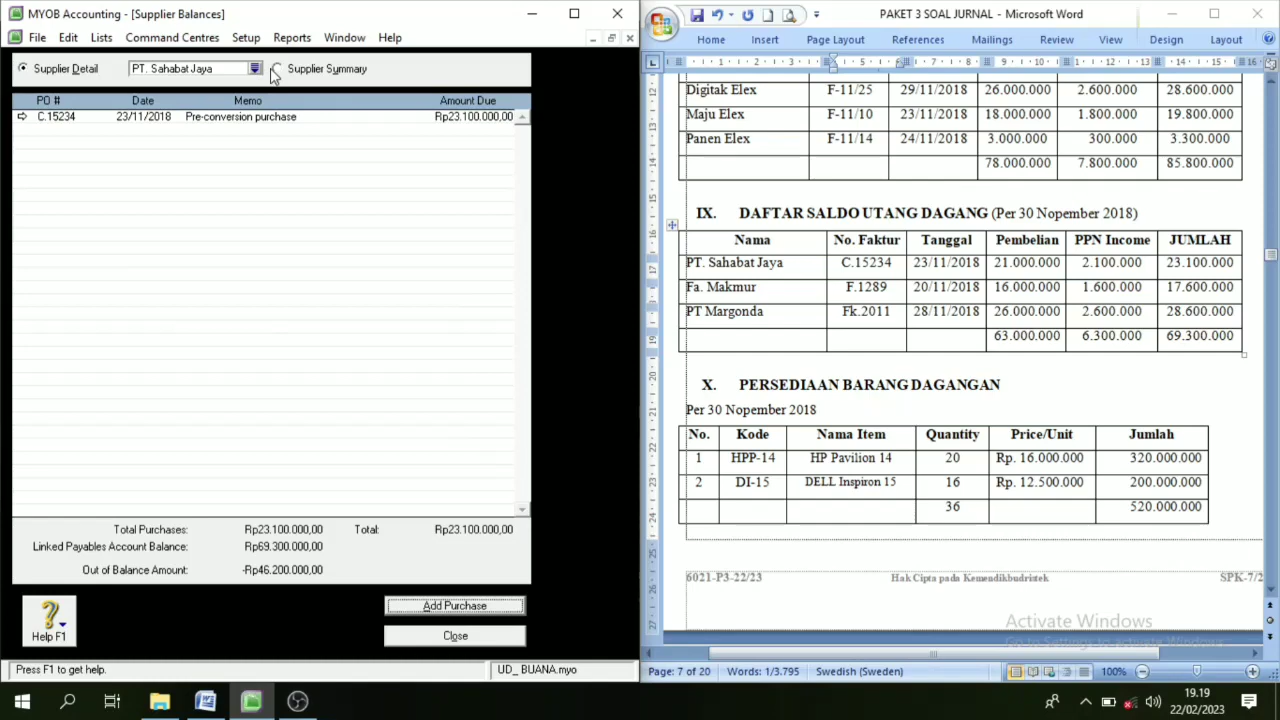 MYOB Accounting - [Supplier Balances]
File Edit Lists Command Centres Setup Reports Window Help
Supplier Detail PT. Sahabat Jaya Supplier Summary
PO # Date Memo Amount Due
C.15234 23/11/2018 Pre-conversion purchase Rp23.100.000,00
Total Purchases: Rp23.100.000,00 Total: Rp23.100.000,00
Linked Payables Account Balance: Rp69.300.000,00
Out of Balance Amount: -Rp46.200.000,00
Add Purchase
Help F1
Close
Press F1 to get help. UD_ BUANA.myo
PAKET 3 SOAL JURNAL - Microsoft Word
Home Insert Page Layout References Mailings Review View Design Layout
Digitak Elex F-11/25 29/11/2018 26.000.000 2.600.000 28.600.000
Maju Elex F-11/10 23/11/2018 18.000.000 1.800.000 19.800.000
Panen Elex F-11/14 24/11/2018 3.000.000 300.000 3.300.000
78.000.000 7.800.000 85.800.000
IX. DAFTAR SALDO UTANG DAGANG (Per 30 Nopember 2018)
Nama No. Faktur Tanggal Pembelian PPN Income JUMLAH
PT. Sahabat Jaya C.15234 23/11/2018 21.000.000 2.100.000 23.100.000
Fa. Makmur F.1289 20/11/2018 16.000.000 1.600.000 17.600.000
PT Margonda Fk.2011 28/11/2018 26.000.000 2.600.000 28.600.000
63.000.000 6.300.000 69.300.000
X. PERSEDIAAN BARANG DAGANGAN
Per 30 Nopember 2018
No. Kode Nama Item Quantity Price/Unit Jumlah
1 HPP-14 HP Pavilion 14 20 Rp. 16.000.000 320.000.000
2 DI-15 DELL Inspiron 15 16 Rp. 12.500.000 200.000.000
36 520.000.000
6021-P3-22/23 Hak Cipta pada Kemendikbudristek SPK-7/2
Activate Windows
Go to Settings to activate Windows.
Page: 7 of 20 Words: 1/3.795 Swedish (Sweden) 100%
19.19
22/02/2023